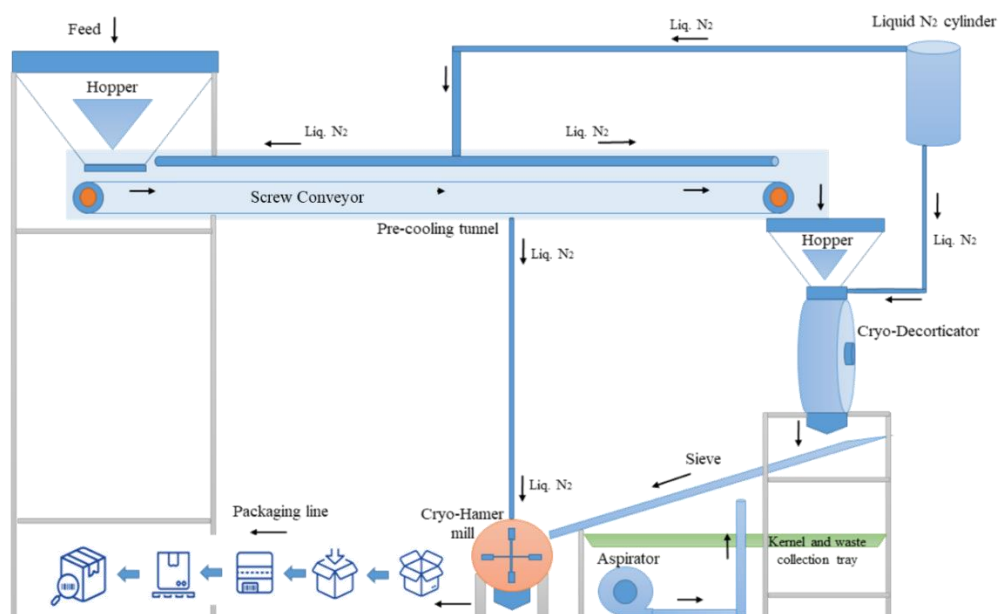 Feed
Liq. N2
Liquid N2 cylinder
Hopper
Liq. N2
Liq. N2
Screw Conveyor
Pre-cooling tunnel
Liq. N2
Hopper
Liq. N2
Cryo-Decorticator
Sieve
Liq. N2
Packaging line
Cryo-Hamer
mill
Kernel and waste
collection tray
Aspirator